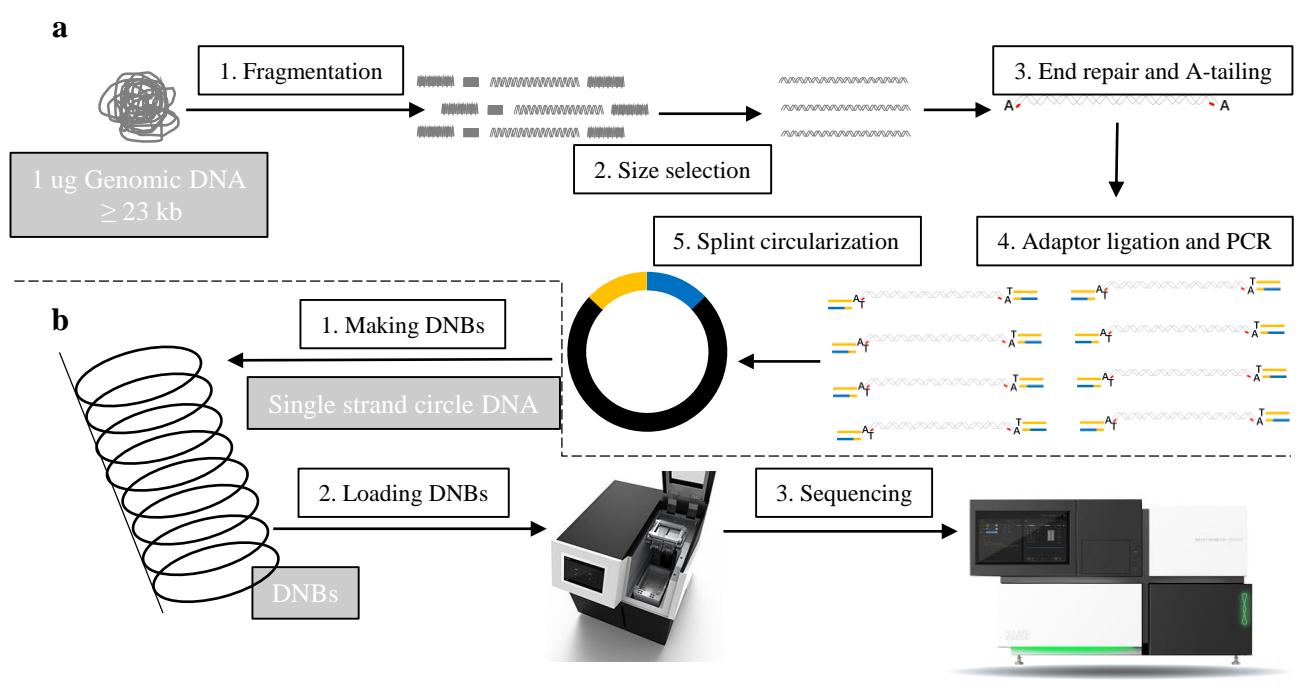 a
1. Fragmentation
3. End repair and A-tailing
A A
2. Size selection
1 ug Genomic DNA
≥ 23 kb
5. Splint circularization
4. Adaptor ligation and PCR
A T T A A T T A
A T T A A T T A
A T T A A T T A
A T T A A T T A
b
1. Making DNBs
Single strand circle DNA
2. Loading DNBs
3. Sequencing
DNBs